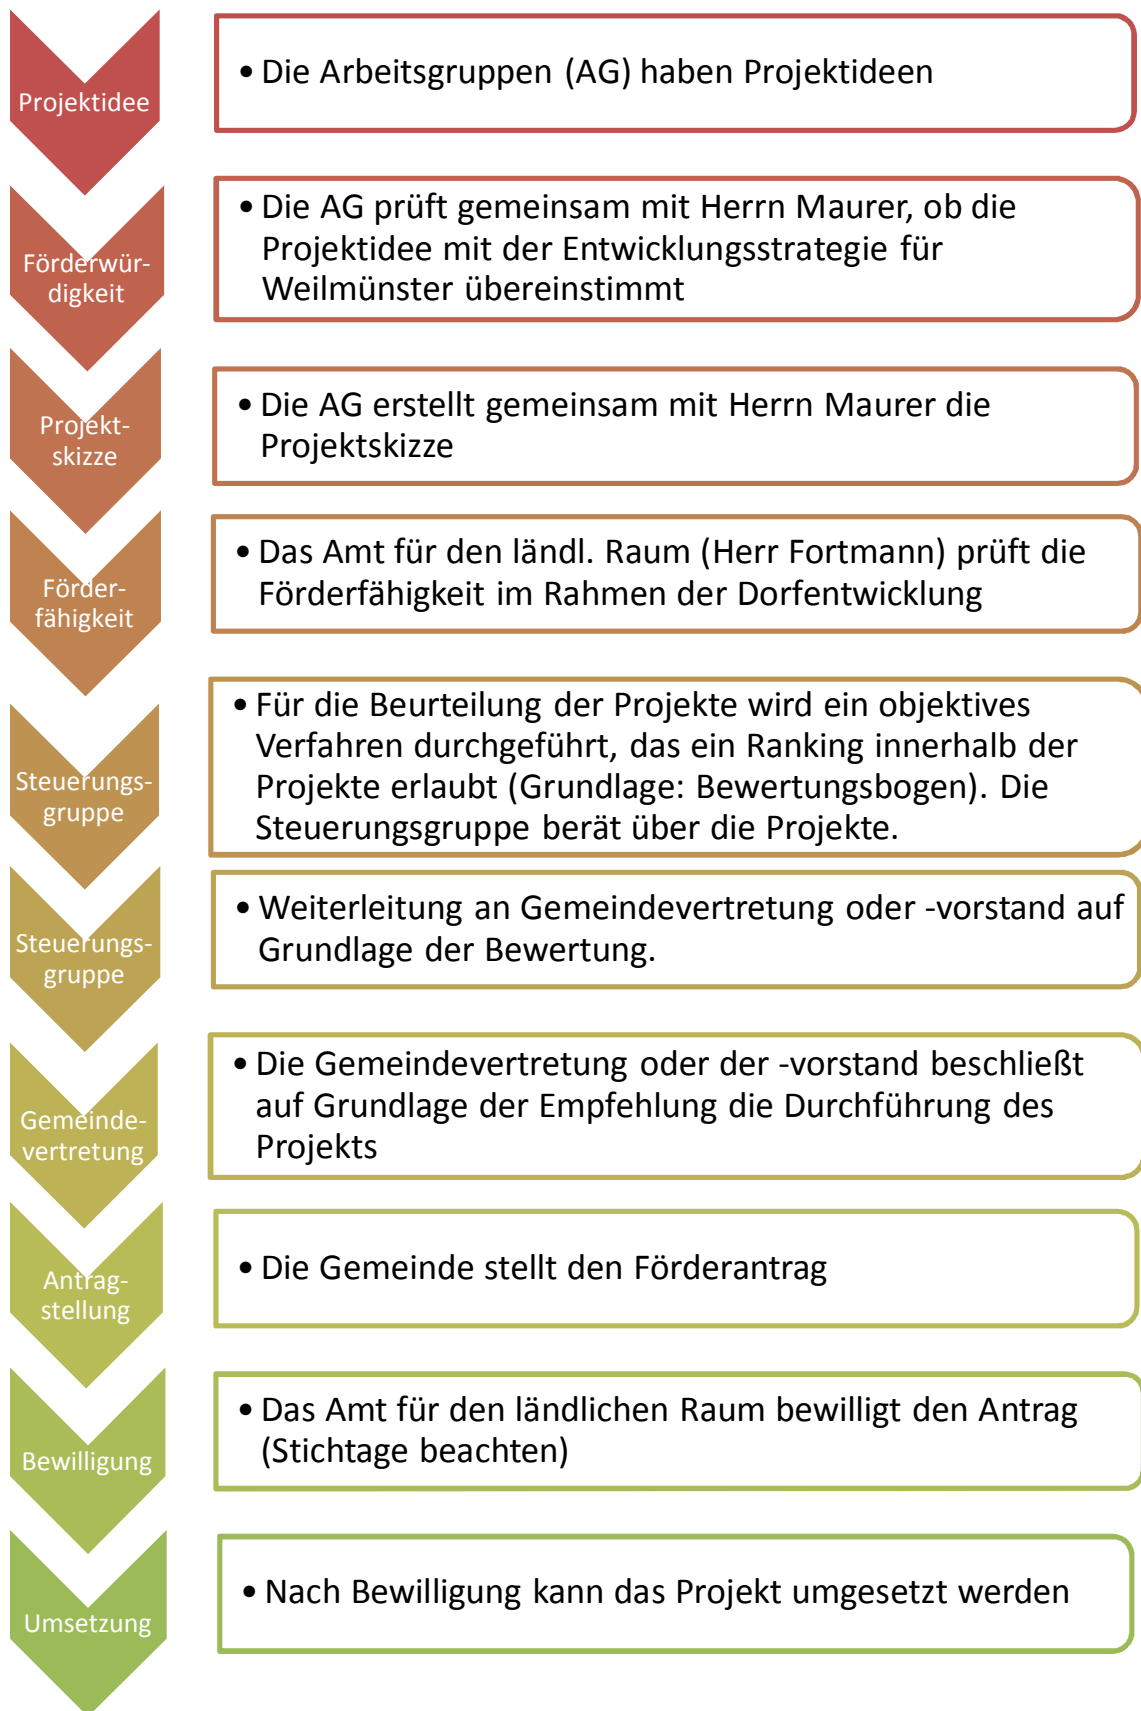 Projektidee
• Die Arbeitsgruppen (AG) haben Projektideen
Förderwür-
digkeit
• Die AG prüft gemeinsam mit Herrn Maurer, ob die
Projektidee mit der Entwicklungsstrategie für
Weilmünster übereinstimmt
Projekt-
skizze
• Die AG erstellt gemeinsam mit Herrn Maurer die
Projektskizze
Förder-
fähigkeit
• Das Amt für den ländl. Raum (Herr Fortmann) prüft die
Förderfähigkeit im Rahmen der Dorfentwicklung
Steuerungs-
gruppe
• Für die Beurteilung der Projekte wird ein objektives
Verfahren durchgeführt, das ein Ranking innerhalb der
Projekte erlaubt (Grundlage: Bewertungsbogen). Die
Steuerungsgruppe berät über die Projekte.
Steuerungs-
gruppe
• Weiterleitung an Gemeindevertretung oder -vorstand auf
Grundlage der Bewertung.
Gemeinde-
vertretung
• Die Gemeindevertretung oder der -vorstand beschließt
auf Grundlage der Empfehlung die Durchführung des
Projekts
Antrag-
stellung
• Die Gemeinde stellt den Förderantrag
Bewilligung
• Das Amt für den ländlichen Raum bewilligt den Antrag
(Stichtage beachten)
Umsetzung
• Nach Bewilligung kann das Projekt umgesetzt werden